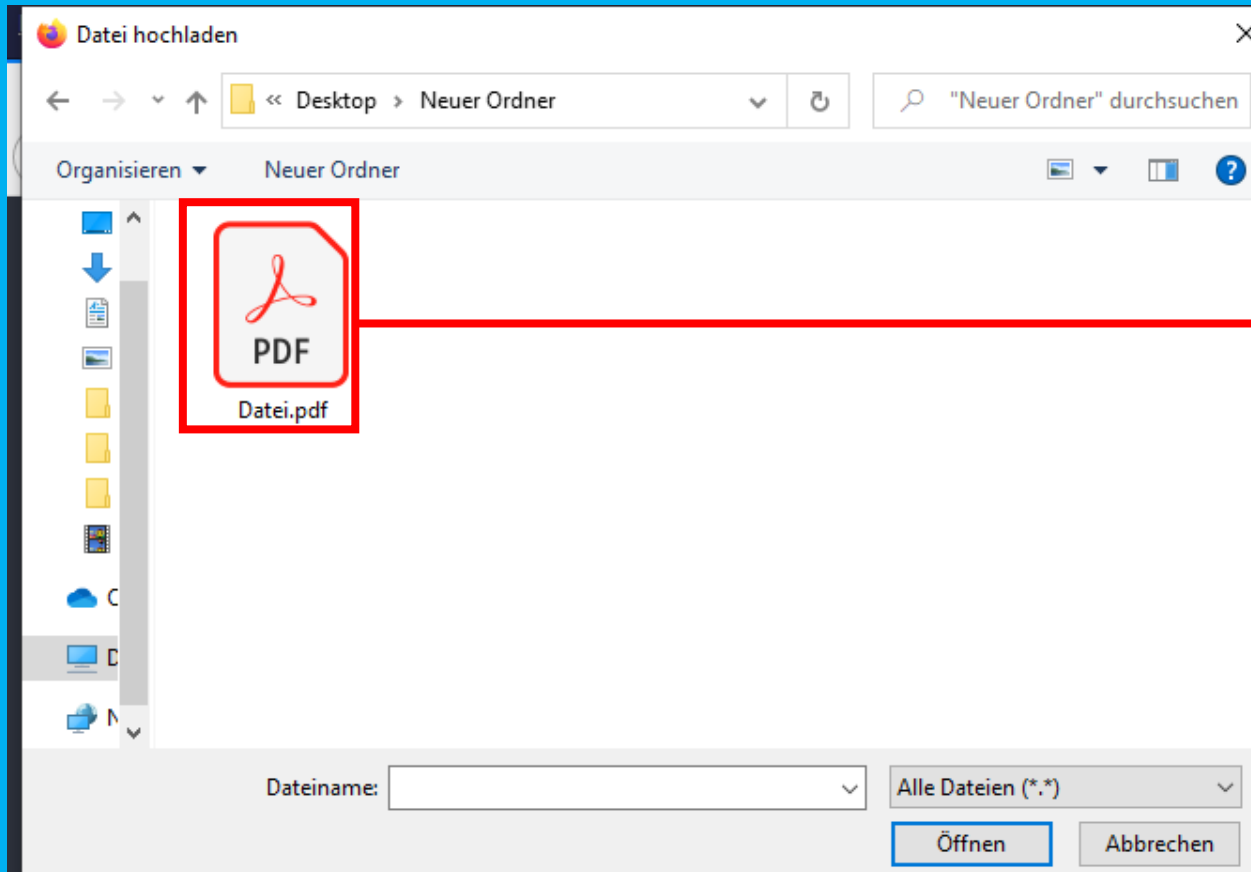 Datei hochladen
« Desktop › Neuer Ordner
"Neuer Ordner" durchsuchen
Organisieren
Neuer Ordner
?
PDF
Datei.pdf
Dateiname:
Alle Dateien (*.*)
Öffnen
Abbrechen